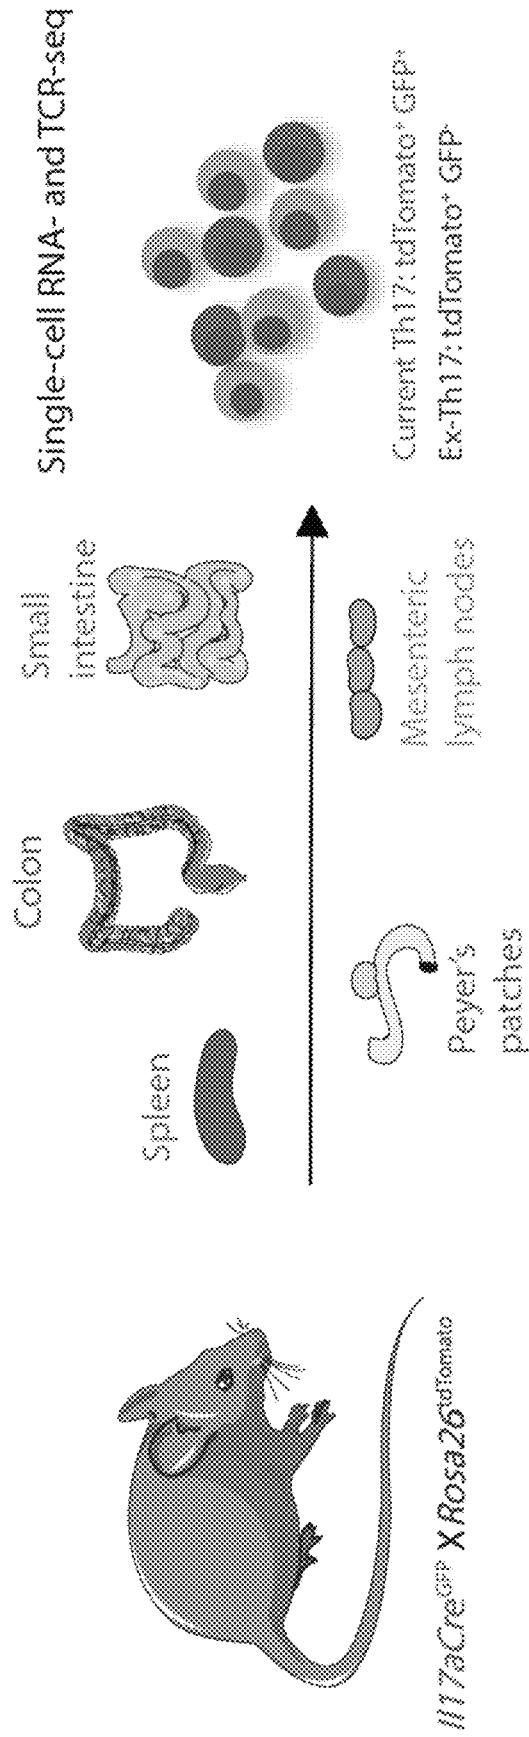 Il17aCreGFP X Rosa26tdTomato
Spleen
Colon
Small
intestine
Peyer's
patches
Mesenteric
lymph nodes
Single-cell RNA- and TCR-seq
Current Th17: tdTomato⁺ GFP⁺
Ex-Th17: tdTomato⁺ GFP⁻